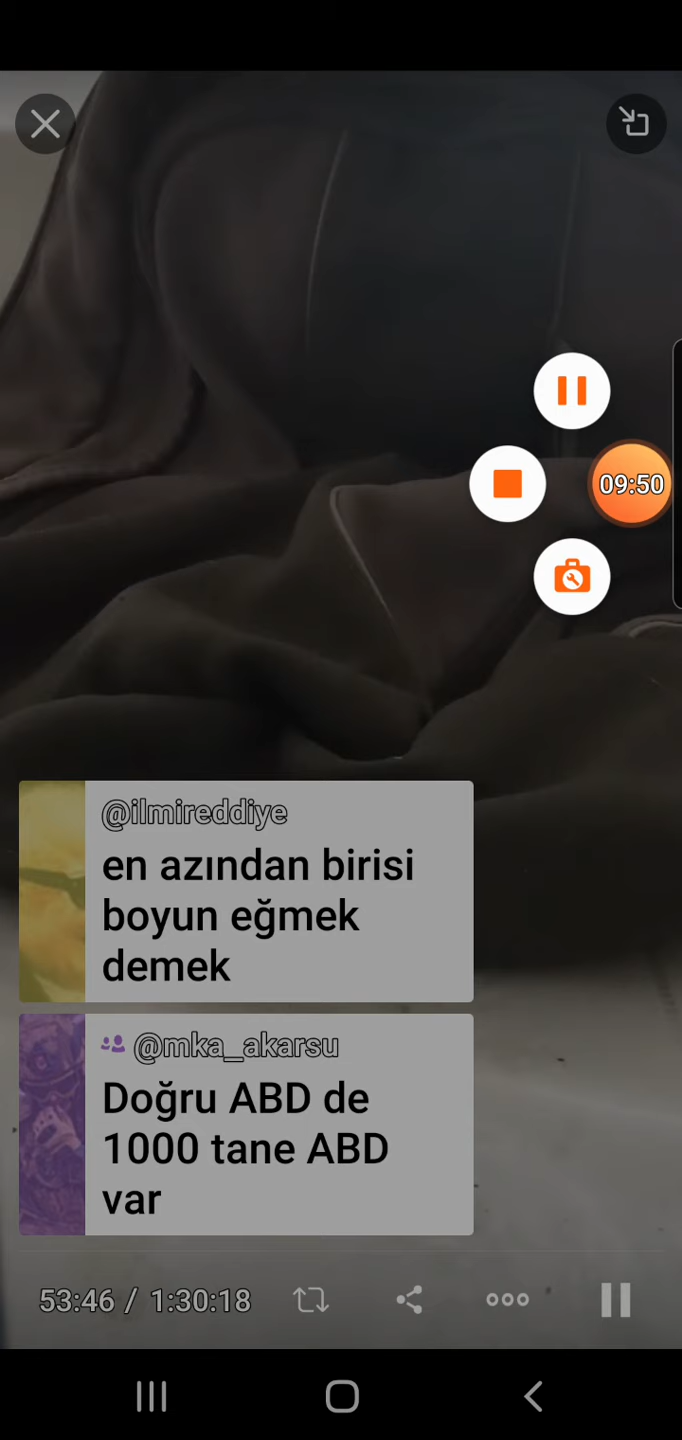 09:50
@ilmireddiye
en azından birisi
boyun eğmek
demek
@mka_akarsu
Doğru ABD de
1000 tane ABD
var
53:46 / 1:30:18